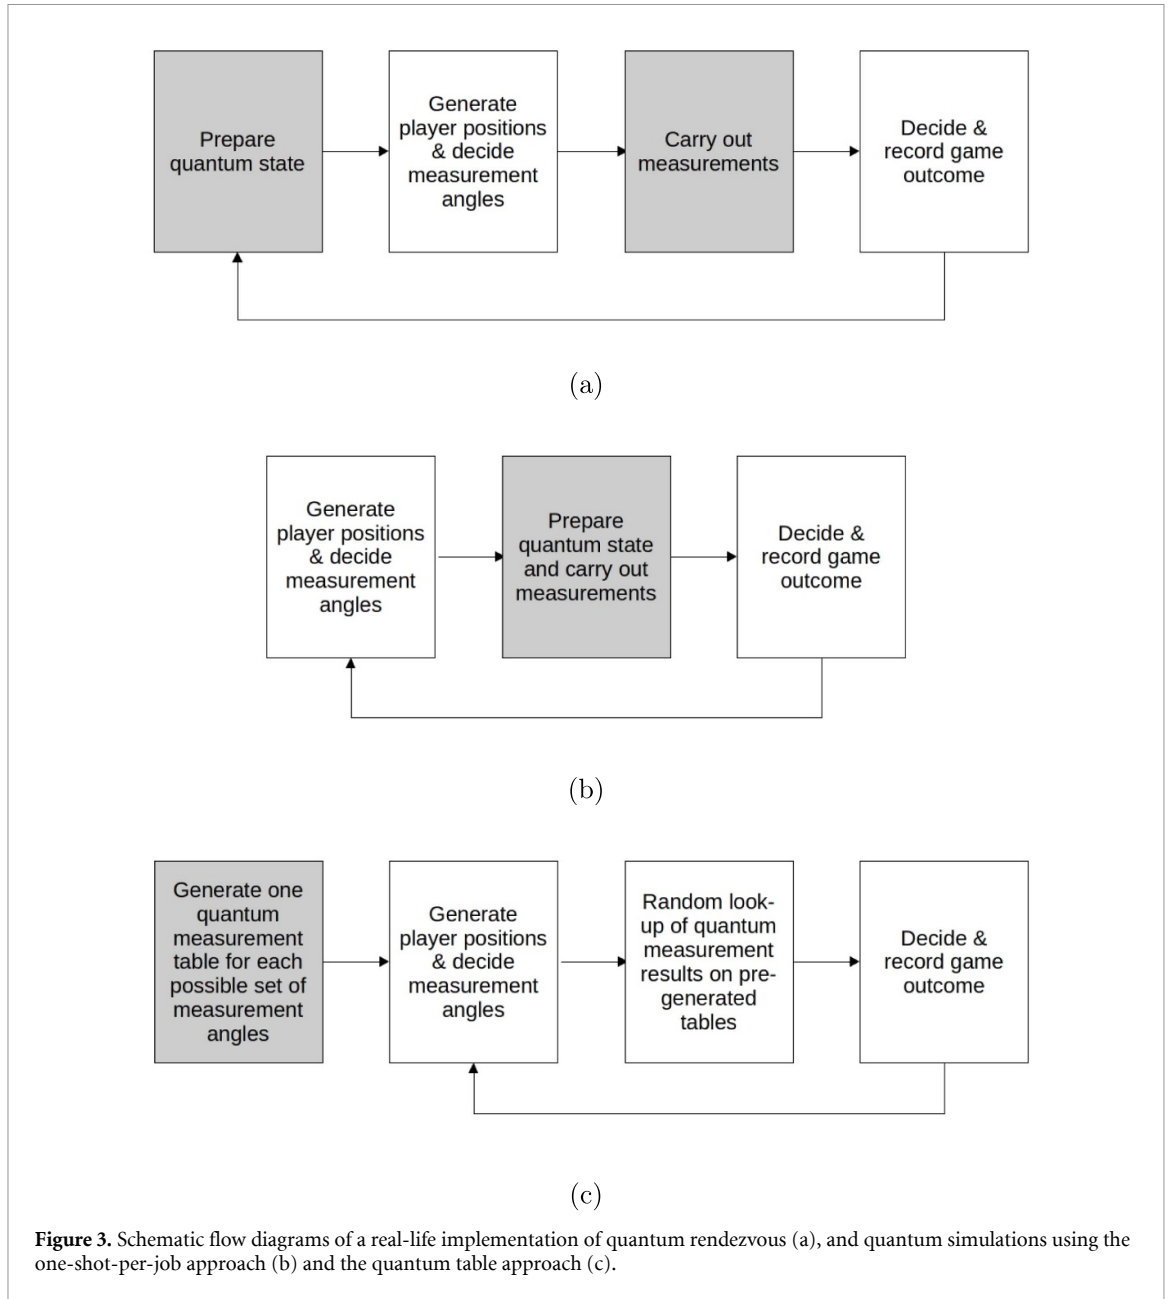 Prepare
quantum state
Generate
player positions
& decide
measurement
angles
Carry out
measurements
Decide &
record game
outcome
(a)
Generate
player positions
& decide
measurement
angles
Prepare
quantum state
and carry out
measurements
Decide &
record game
outcome
(b)
Generate one
quantum
measurement
table for each
possible set of
measurement
angles
Generate
player positions
& decide
measurement
angles
Random look-
up of quantum
measurement
results on pre-
generated
tables
Decide &
record game
outcome
(c)
Figure 3. Schematic flow diagrams of a real-life implementation of quantum rendezvous (a), and quantum simulations using the
one-shot-per-job approach (b) and the quantum table approach (c).